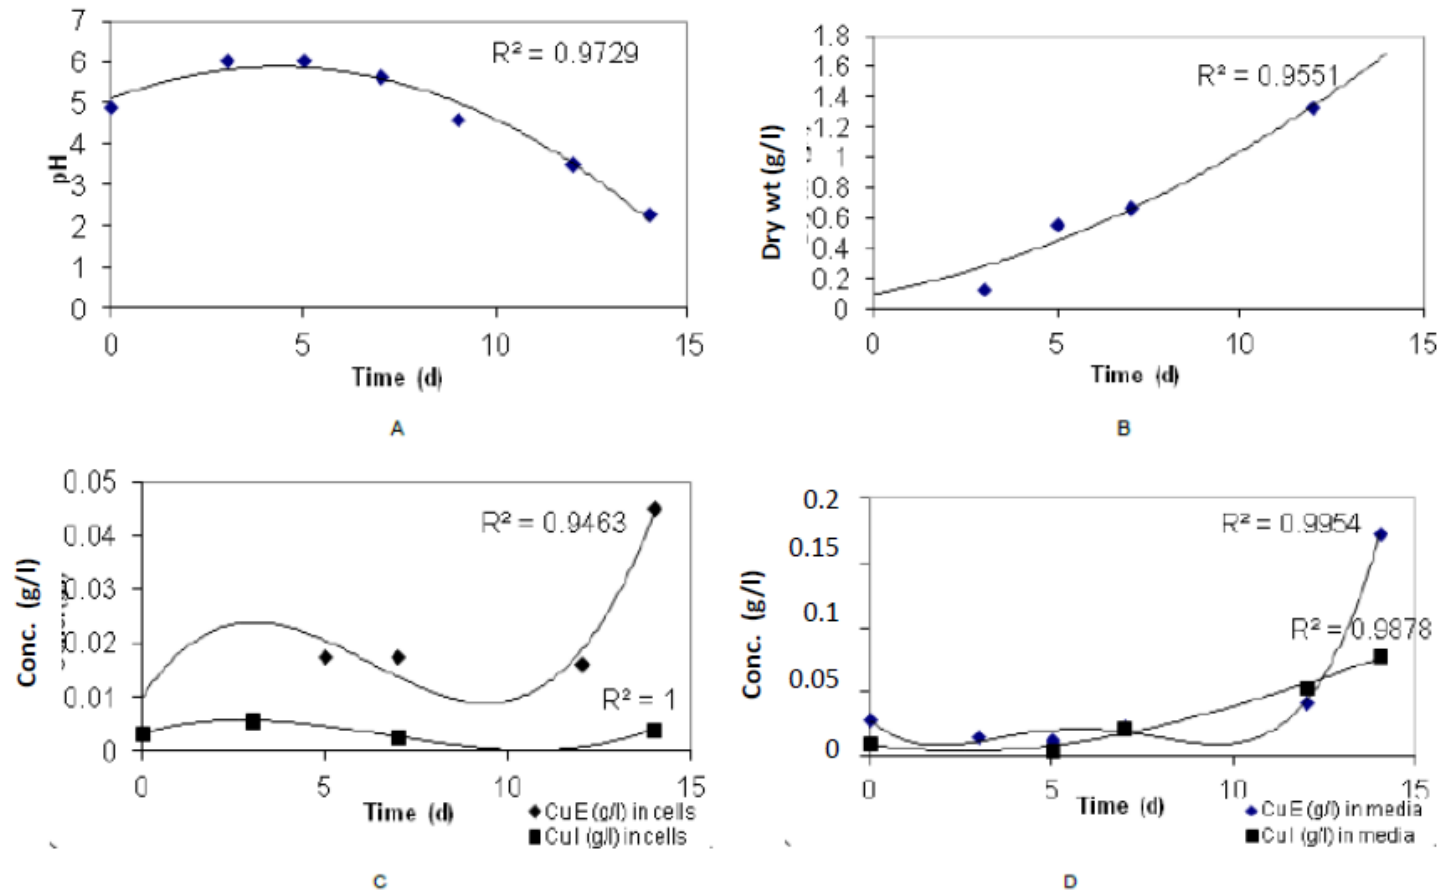 7
6
5
4
3
2
1
0
pH
R² = 0.9729
0 5 10 15
Time (d)
A
1.8
1.6
1.4
1.2
1
0.8
0.6
0.4
0.2
0
Dry wt (g/l)
R² = 0.9551
0 5 10 15
Time (d)
B
0.05
0.04
0.03
0.02
0.01
0
Conc. (g/l)
R² = 0.9463
R² = 1
0 5 10 15
Time (d)
CuE (g/l) in cells
CuI (g/l) in cells
C
0.2
0.15
0.1
0.05
0
Conc. (g/l)
R² = 0.9954
R² = 0.9878
0 5 10 15
Time (d)
CuE (g/l) in media
CuI (g/l) in media
D